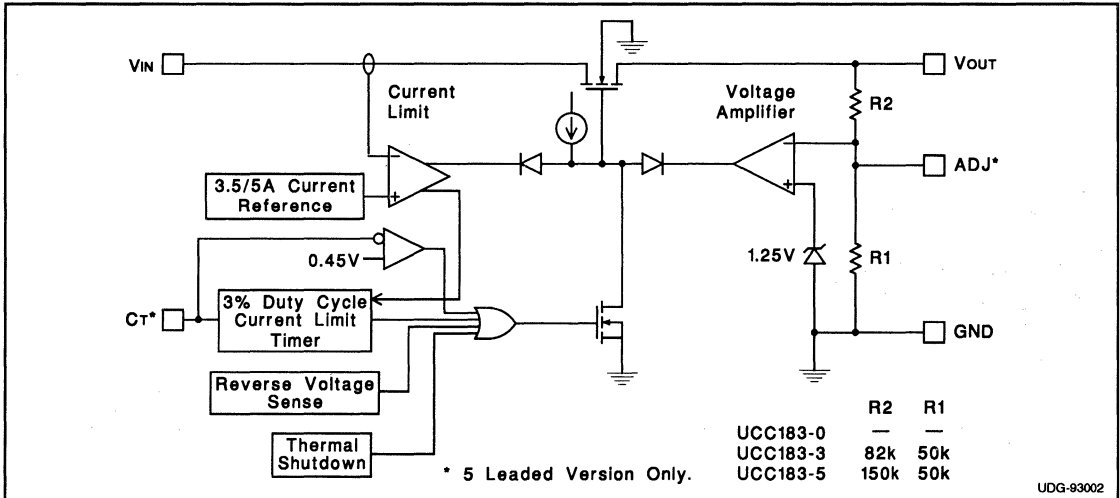 VIN
VOUT
Current
Limit
Voltage
Amplifier
R2
ADJ*
3.5/5A Current
Reference
0.45V
1.25V
R1
CT*
3% Duty Cycle
Current Limit
Timer
GND
Reverse Voltage
Sense
Thermal
Shutdown
* 5 Leaded Version Only.
R2 R1
UCC183-0 — —
UCC183-3 82k 50k
UCC183-5 150k 50k
UDG-93002